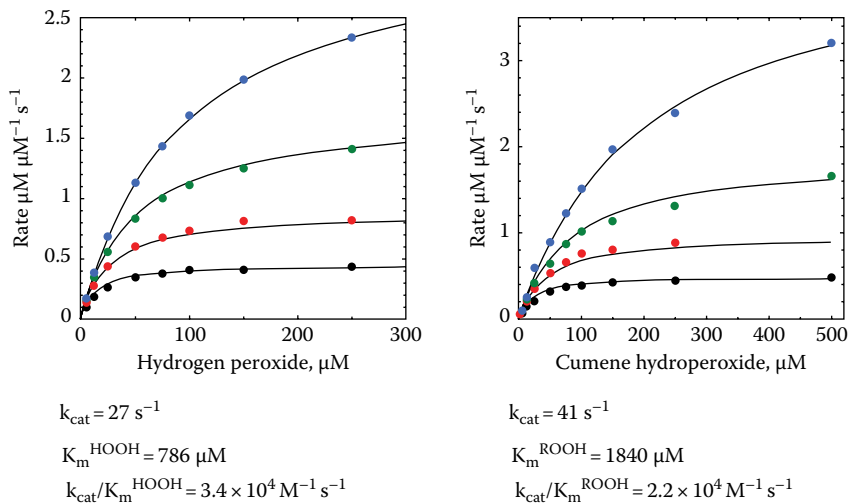 2.5
2
1.5
1
0.5
0
0 100 200 300
Rate μM μM⁻¹ s⁻¹
Hydrogen peroxide, μM
k_cat = 27 s⁻¹
K_m^HOOH = 786 μM
k_cat/K_m^HOOH = 3.4 × 10⁴ M⁻¹ s⁻¹
3
2
1
0
0 100 200 300 400 500
Rate μM μM⁻¹ s⁻¹
Cumene hydroperoxide, μM
k_cat = 41 s⁻¹
K_m^ROOH = 1840 μM
k_cat/K_m^ROOH = 2.2 × 10⁴ M⁻¹ s⁻¹